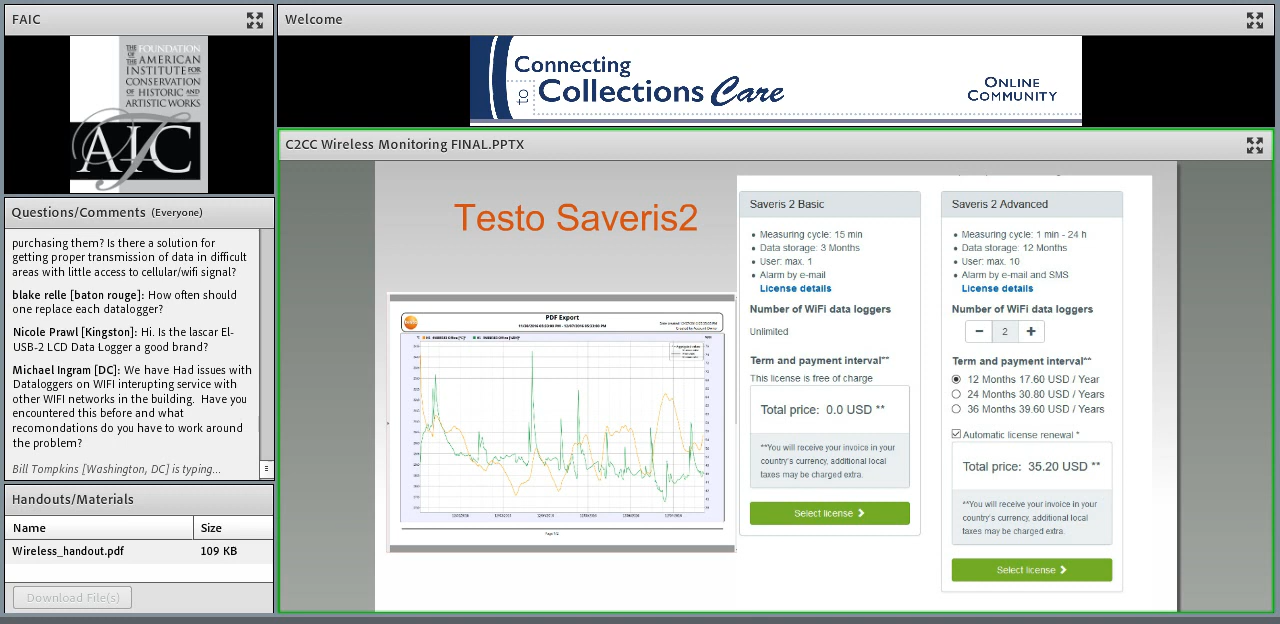 FAIC
THE FOUNDATION
OF THE AMERICAN
INSTITUTE FOR
CONSERVATION
OF HISTORIC AND
ARTISTIC WORKS
AIC
Questions/Comments (Everyone)
purchasing them? Is there a solution for
getting proper transmission of data in difficult
areas with little access to cellular/wifi signal?
blake relle [baton rouge]: How often should
one replace each datalogger?
Nicole Prawl [Kingston]: Hi. Is the lascar El-
USB-2 LCD Data Logger a good brand?
Michael Ingram [DC]: We have Had issues with
Dataloggers on WIFI interpting service with
other WIFI networks in the building. Have you
encountered this before and what
recomondations do you have to work around
the problem?
Bill Tompkins [Washington, DC] is typing...
Handouts/Materials
Name Size
Wireless_handout.pdf 109 KB
Download File(s)
Welcome
Connecting
to Collections Care
ONLINE
COMMUNITY
C2CC Wireless Monitoring FINAL.PPTX
Testo Saveris2
PDF Export
Saveris 2 Basic
Measuring cycle: 15 min
Data storage: 3 Months
User: max. 1
Alarm by e-mail
License details
Number of WiFi data loggers
Unlimited
Term and payment interval**
This license is free of charge
Total price: 0.0 USD **
**You will receive your invoice in your
country's currency, additional local
taxes may be charged extra.
Select license
Saveris 2 Advanced
Measuring cycle: 1 min - 24 h
Data storage: 12 Months
User: max. 10
Alarm by e-mail and SMS
License details
Number of WiFi data loggers
− 2 +
Term and payment interval**
12 Months 17.60 USD / Year
24 Months 30.80 USD / Years
36 Months 39.60 USD / Years
Automatic license renewal *
Total price: 35.20 USD **
**You will receive your invoice in your
country's currency, additional local
taxes may be charged extra.
Select license